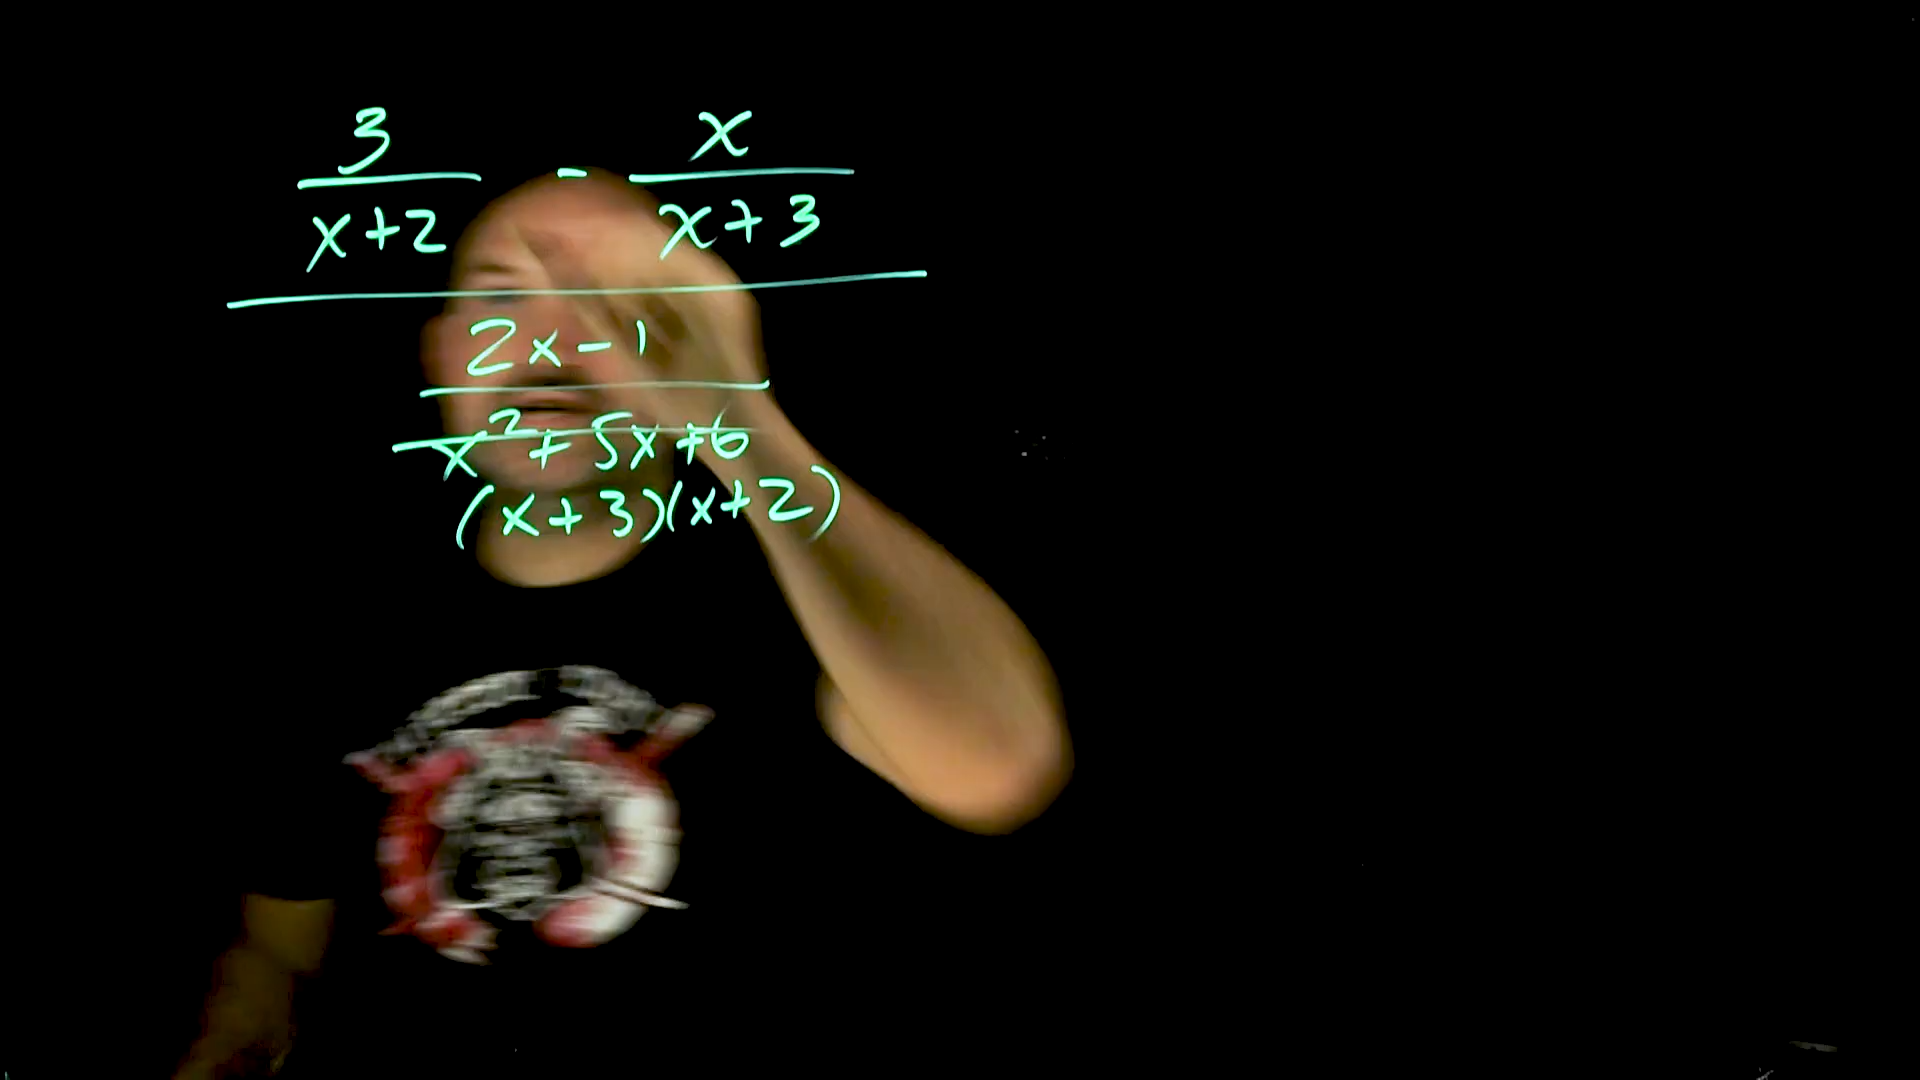 3 x
- 
x+2 x+3
2x-1
x²+5x+6
(x+3)(x+2)